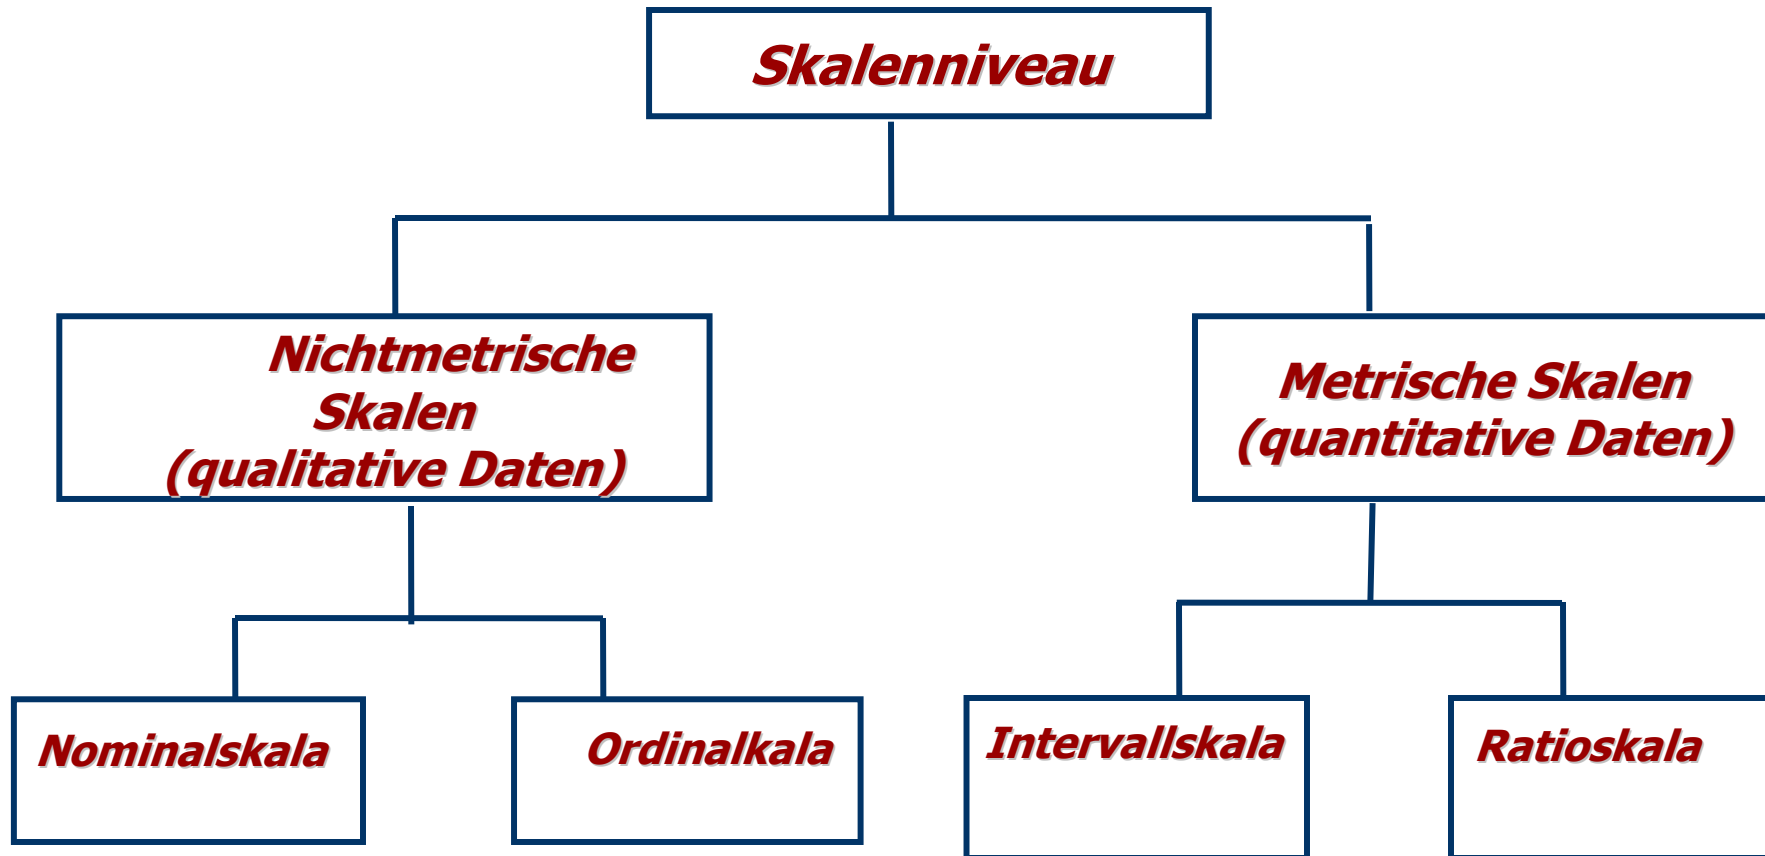 Skalenniveau
Nichtmetrische
Skalen
(qualitative Daten)
Metrische Skalen
(quantitative Daten)
Nominalskala
Ordinalkala
Intervallskala
Ratioskala